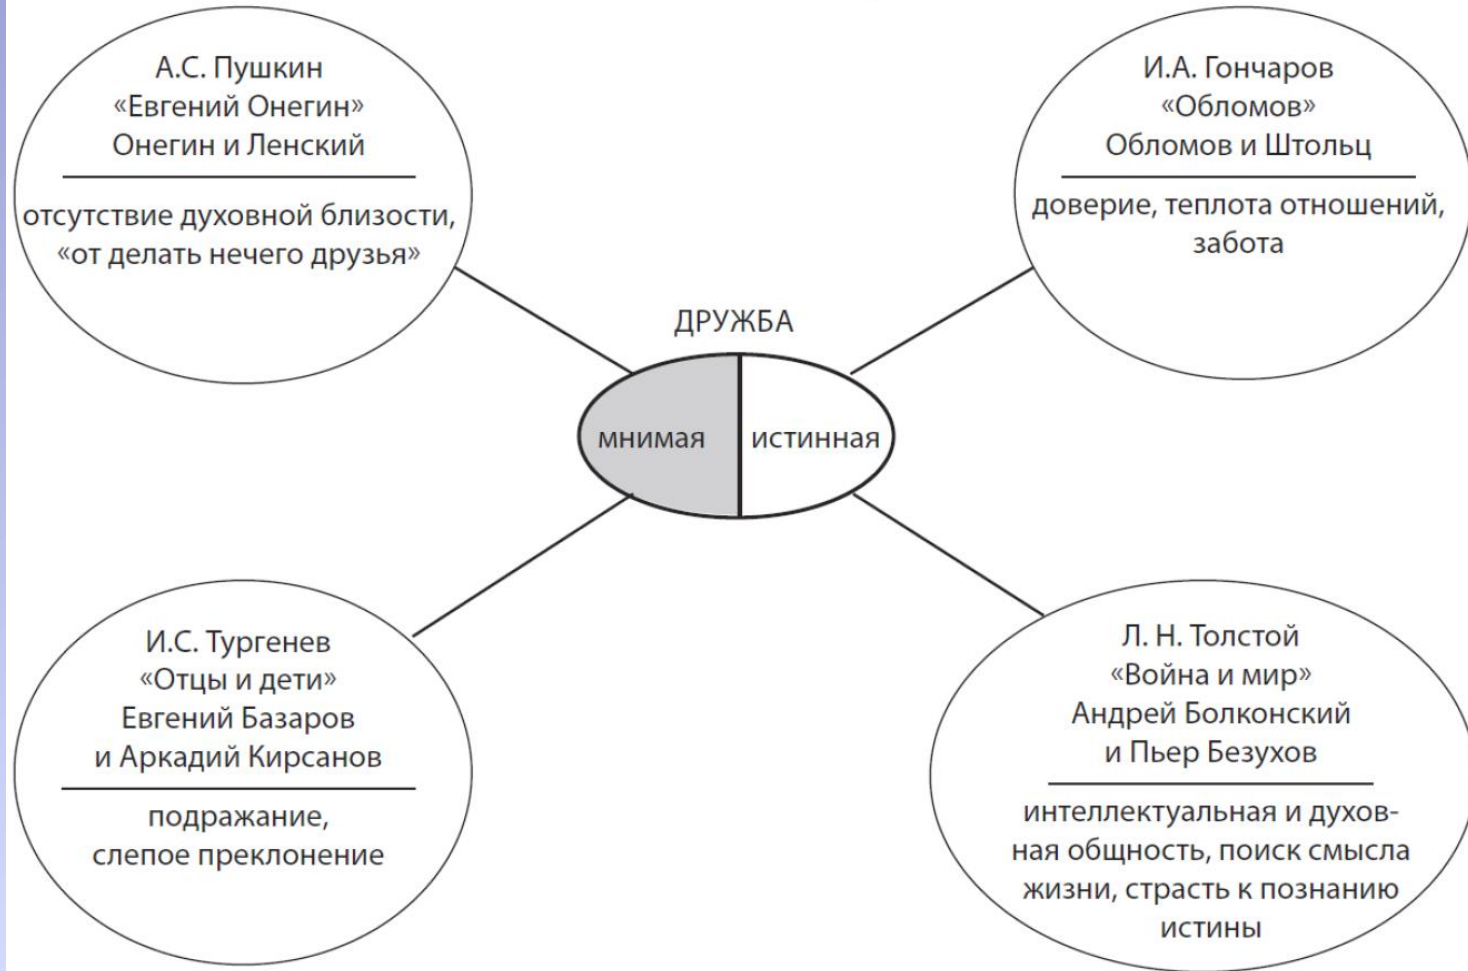 А.С. Пушкин
«Евгений Онегин»
Онегин и Ленский
отсутствие духовной близости,
«от делать нечего друзья»
И.А. Гончаров
«Обломов»
Обломов и Штольц
доверие, теплота отношений,
забота
ДРУЖБА
мнимая
истинная
И.С. Тургенев
«Отцы и дети»
Евгений Базаров
и Аркадий Кирсанов
подражание,
слепое преклонение
Л. Н. Толстой
«Война и мир»
Андрей Болконский
и Пьер Безухов
интеллектуальная и духов-
ная общность, поиск смысла
жизни, страсть к познанию
истины